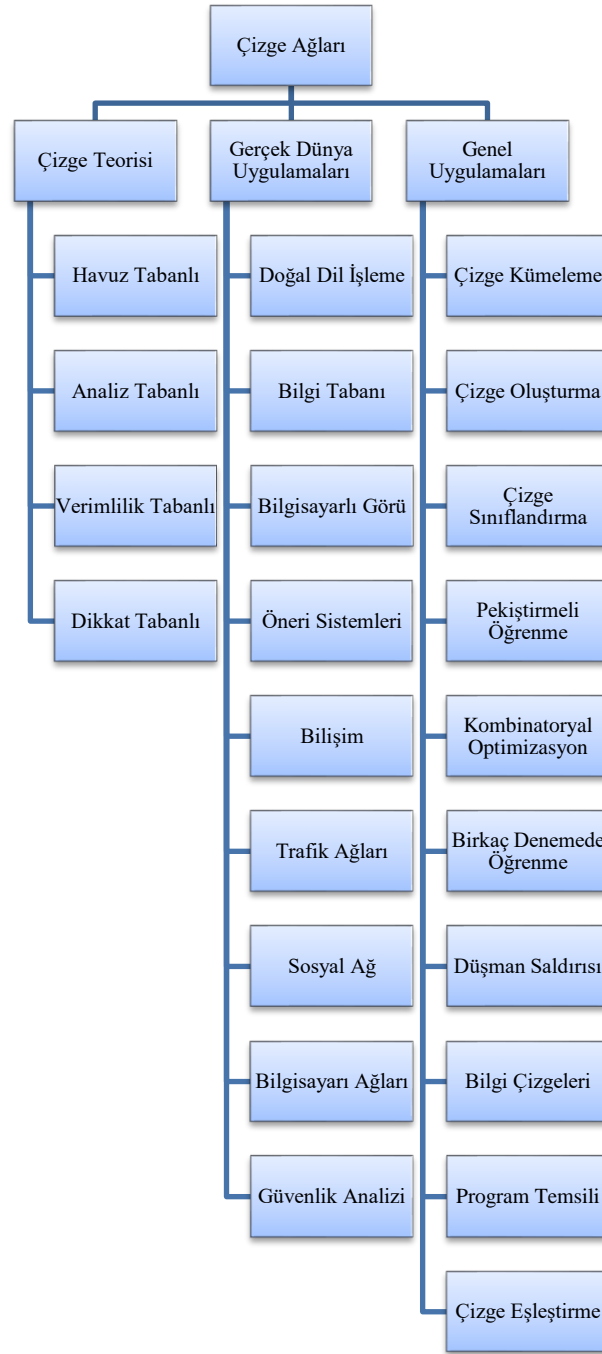 Çizge Ağları
Çizge Teorisi
Havuz Tabanlı
Analiz Tabanlı
Verimlilik Tabanlı
Dikkat Tabanlı
Gerçek Dünya
Uygulamaları
Doğal Dil İşleme
Bilgi Tabanı
Bilgisayarlı Görü
Öneri Sistemleri
Bilişim
Trafik Ağları
Sosyal Ağ
Bilgisayarı Ağları
Güvenlik Analizi
Genel
Uygulamaları
Çizge Kümeleme
Çizge Oluşturma
Çizge
Sınıflandırma
Pekiştirmeli
Öğrenme
Kombinatoryal
Optimizasyon
Birkaç Denemede
Öğrenme
Düşman Saldırısı
Bilgi Çizgeleri
Program Temsili
Çizge Eşleştirme